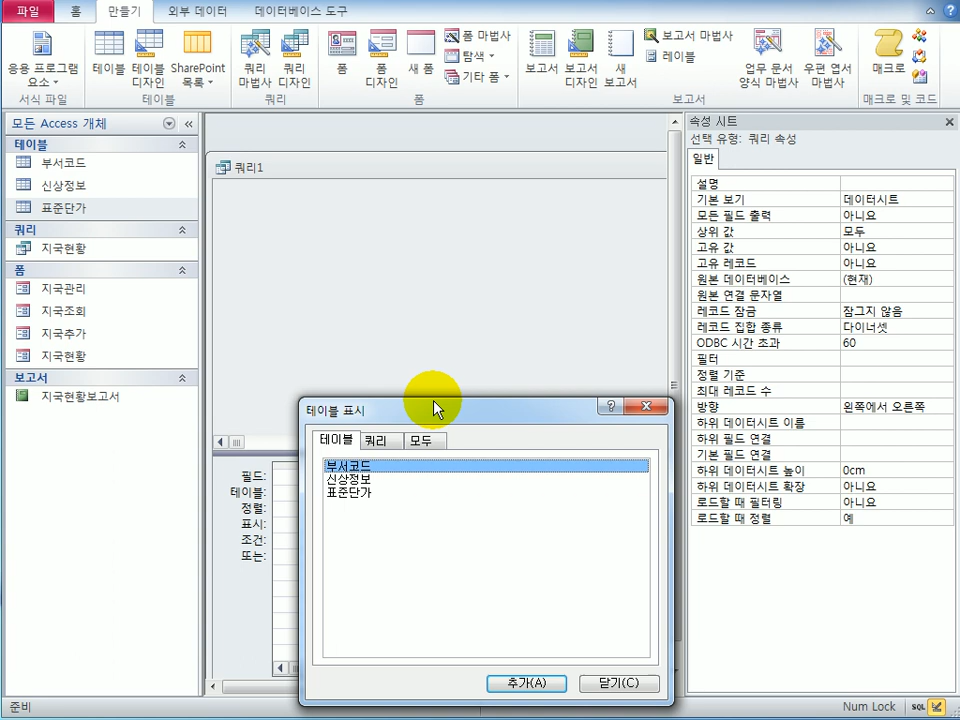 파일 홈 만들기 외부 데이터 데이터베이스 도구
응용 프로그램 요소
서식 파일
테이블
테이블 디자인
SharePoint 목록
테이블
쿼리 마법사
쿼리 디자인
쿼리
폼
폼 디자인
새 폼
폼 마법사
탐색
기타 폼
폼
보고서
보고서 디자인
새 보고서
보고서 마법사
레이블
업무 문서 양식 마법사
우편 엽서 마법사
보고서
매크로
매크로 및 코드
모든 Access 개체
테이블
부서코드
신상정보
표준단가
쿼리
지국현황
폼
지국관리
지국조회
지국추가
지국현황
보고서
지국현황보고서
쿼리1
필드:
테이블:
정렬:
표시:
조건:
또는:
테이블 표시
테이블 쿼리 모두
부서코드
신상정보
표준단가
추가(A) 닫기(C)
속성 시트
선택 유형: 쿼리 속성
일반
설명
기본 보기 데이터시트
모든 필드 출력 아니요
상위 값 모두
고유 값 아니요
고유 레코드 아니요
원본 데이터베이스 (현재)
원본 연결 문자열
레코드 잠금 잠그지 않음
레코드 집합 종류 다이너셋
ODBC 시간 초과 60
필터
정렬 기준
최대 레코드 수
방향 왼쪽에서 오른쪽
하위 데이터시트 이름
하위 필드 연결
기본 필드 연결
하위 데이터시트 높이 0cm
하위 데이터시트 확장 아니요
로드할 때 필터링 아니요
로드할 때 정렬 예
준비 Num Lock SQL